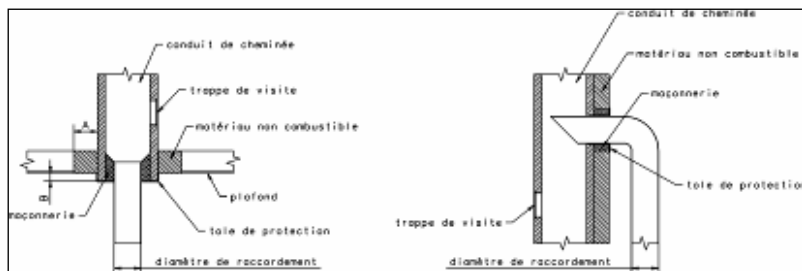 conduit de cheminée
trappe de visite
matériau non combustible
A
B
plafond
maçonnerie
tole de protection
diamètre de raccordement
conduit de cheminée
matériau non combustible
maçonnerie
tole de protection
trappe de visite
diamètre de raccordement